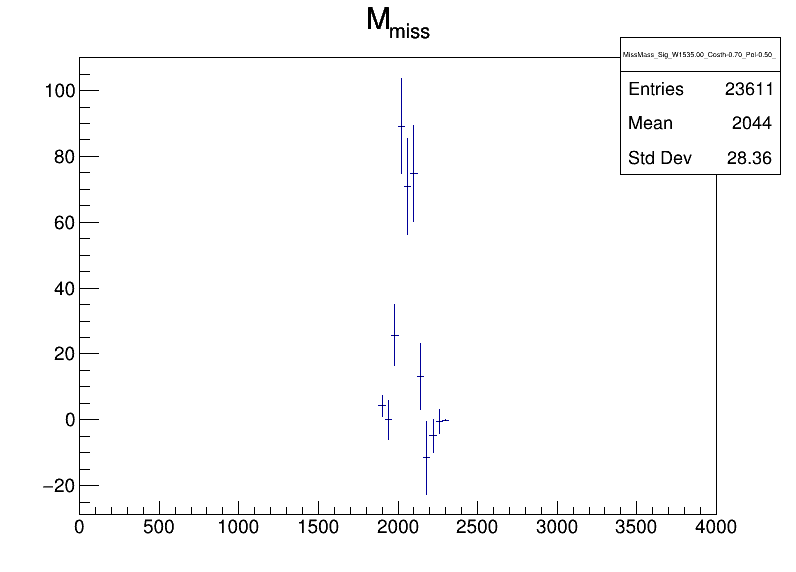 M_miss
MissMass_Sig_W1535.00_Costh-0.70_Pol-0.50_
Entries 23611
Mean 2044
Std Dev 28.36
100
80
60
40
20
0
−20
0 500 1000 1500 2000 2500 3000 3500 4000